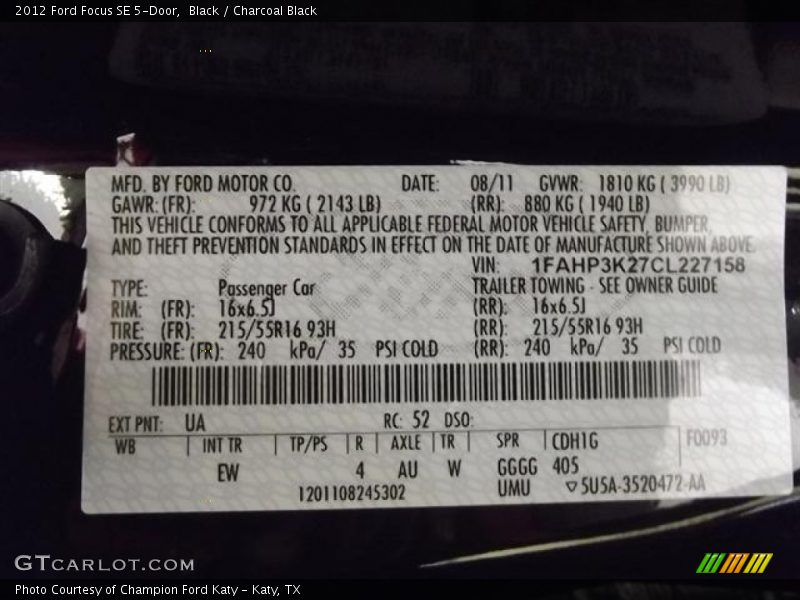 2012 Ford Focus SE 5-Door, Black / Charcoal Black
MFD. BY FORD MOTOR CO. DATE: 08/11 GVWR: 1810 KG ( 3990 LB)
GAWR: (FR): 972 KG ( 2143 LB) (RR): 880 KG ( 1940 LB)
THIS VEHICLE CONFORMS TO ALL APPLICABLE FEDERAL MOTOR VEHICLE SAFETY, BUMPER,
AND THEFT PREVENTION STANDARDS IN EFFECT ON THE DATE OF MANUFACTURE SHOWN ABOVE.
VIN: 1FAHP3K27CL227158
TYPE: Passenger Car TRAILER TOWING - SEE OWNER GUIDE
RIM: (FR): 16x6.5J (RR): 16x6.5J
TIRE: (FR): 215/55R16 93H (RR): 215/55R16 93H
PRESSURE: (FR): 240 kPa/ 35 PSI COLD (RR): 240 kPa/ 35 PSI COLD
EXT PNT: UA RC: 52 DSO:
WB | INT TR | TP/PS | R | AXLE | TR | SPR | CDH1G F0093
EW 4 AU W GGGG 405
1201108245302 UMU ▽5U5A-3520472-AA
GTCARLOT.COM
Photo Courtesy of Champion Ford Katy - Katy, TX